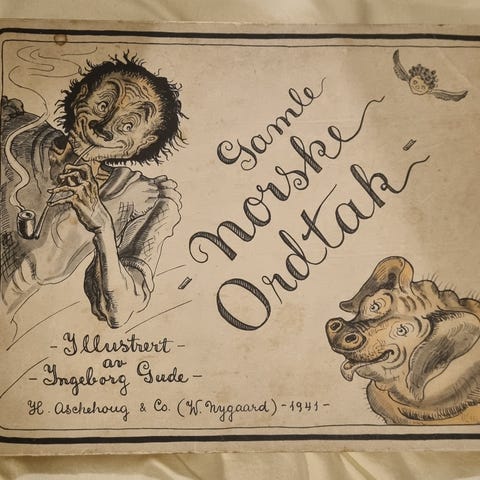 Gamle
- Norske -
Ordtak
- Illustrert -
av
- Ingeborg Gude -
H. Aschehoug & Co. (W. Nygaard) - 1941 -